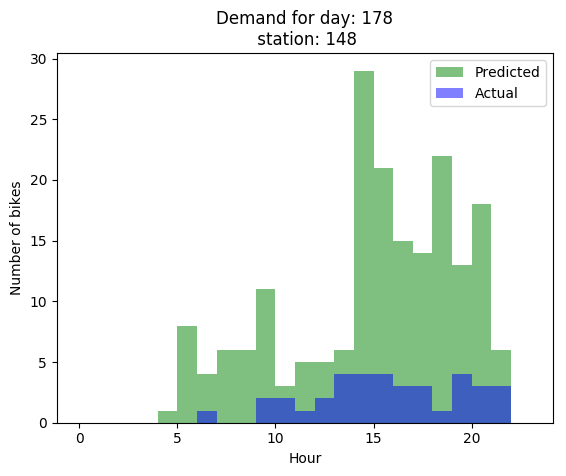 Demand for day: 178
station: 148
Predicted
Actual
Number of bikes
30
25
20
15
10
5
0
0 5 10 15 20
Hour